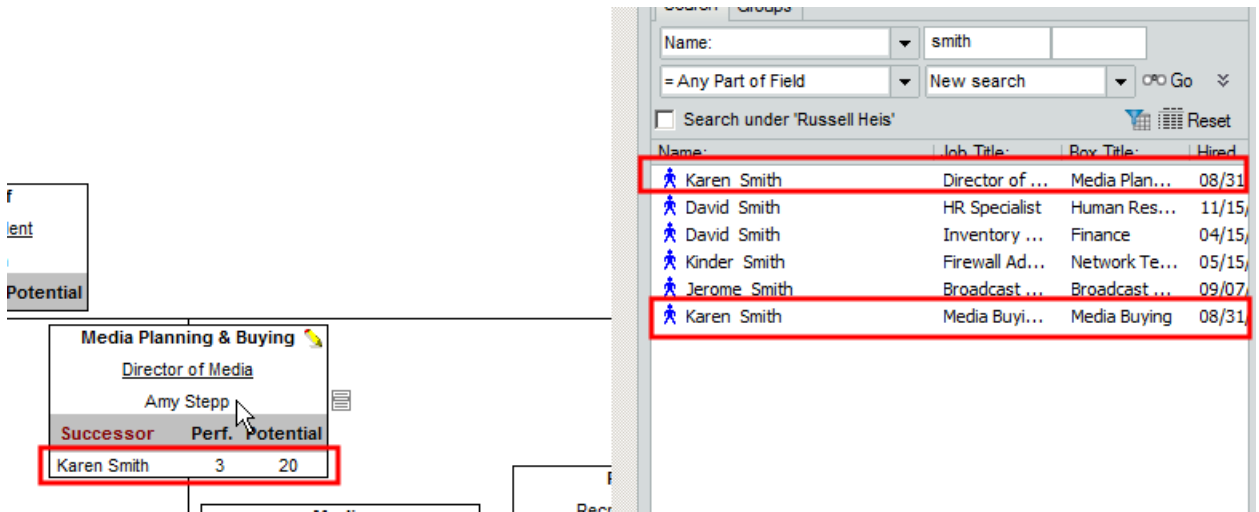 Search Groups
Name: smith
= Any Part of Field New search Go
Search under 'Russell Heis' Reset
Name: Job Title: Box Title: Hired
Karen Smith Director of ... Media Plan... 08/31
David Smith HR Specialist Human Res... 11/15/
David Smith Inventory ... Finance 04/15/
Kinder Smith Firewall Ad... Network Te... 05/15/
Jerome Smith Broadcast ... Broadcast ... 09/07/
Karen Smith Media Buyi... Media Buying 08/31/
Potential
Media Planning & Buying
Director of Media
Amy Stepp
Successor Perf. Potential
Karen Smith 3 20